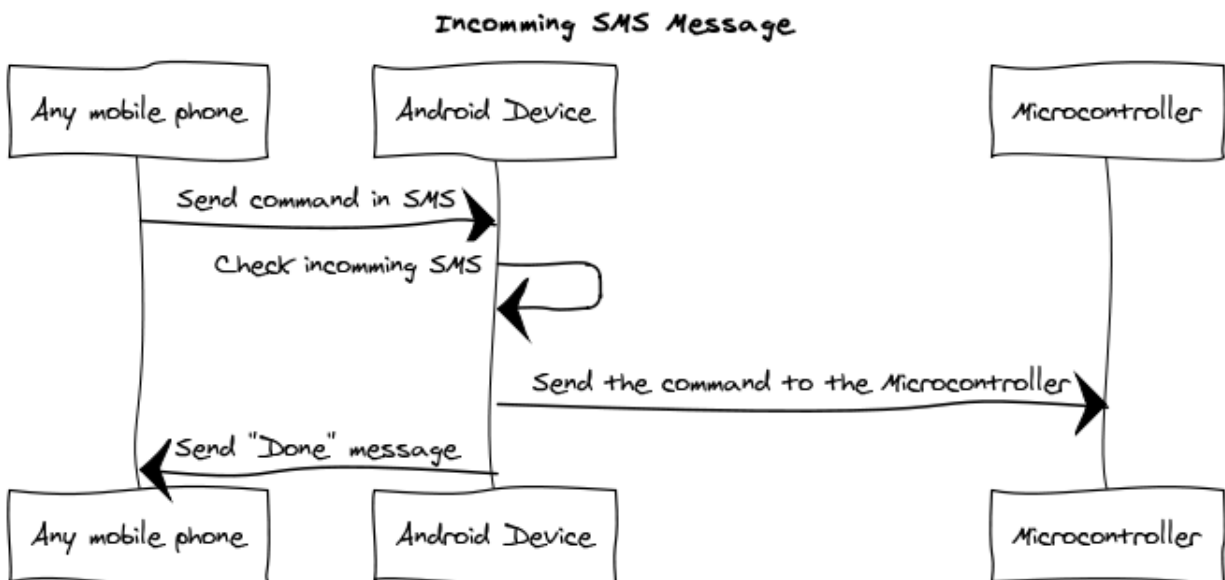 Incomming SMS Message
Any mobile phone
Android Device
Microcontroller
Send command in SMS
Check incomming SMS
Send the command to the Microcontroller
Send "Done" message
Any mobile phone
Android Device
Microcontroller